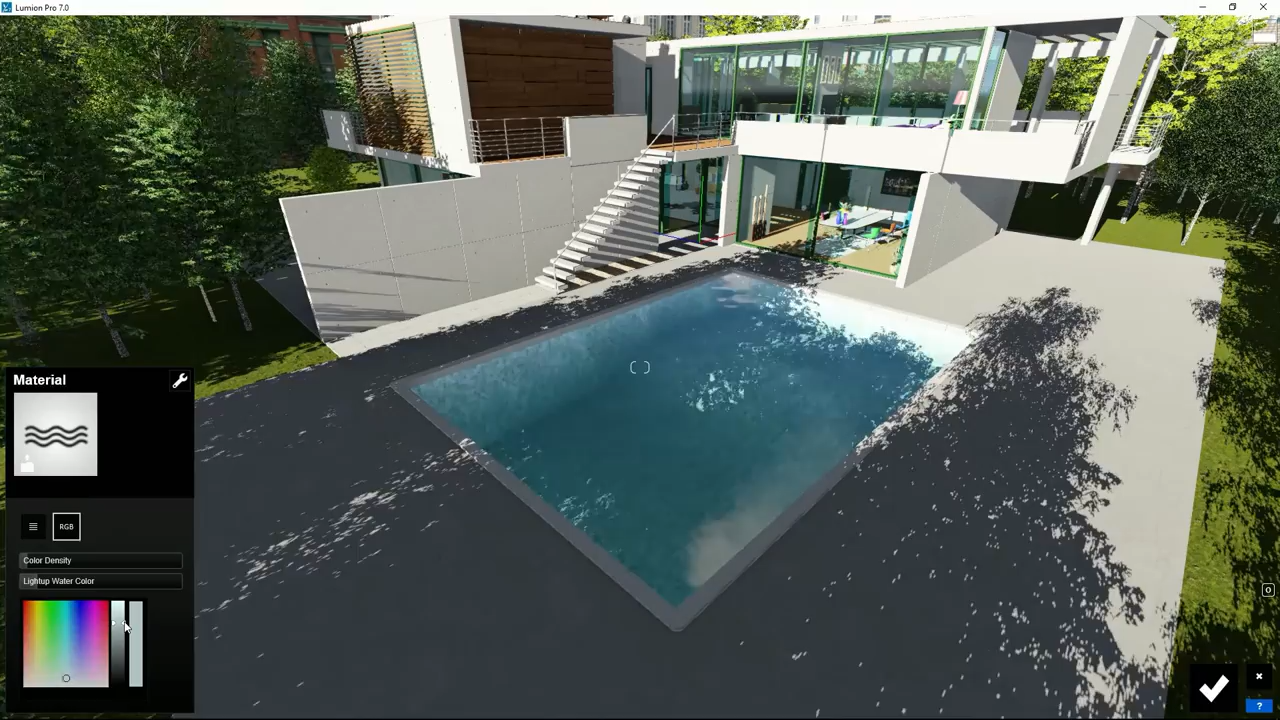 Lumion Pro 7.0
Material
RGB
Color Density
Lightup Water Color
O
?